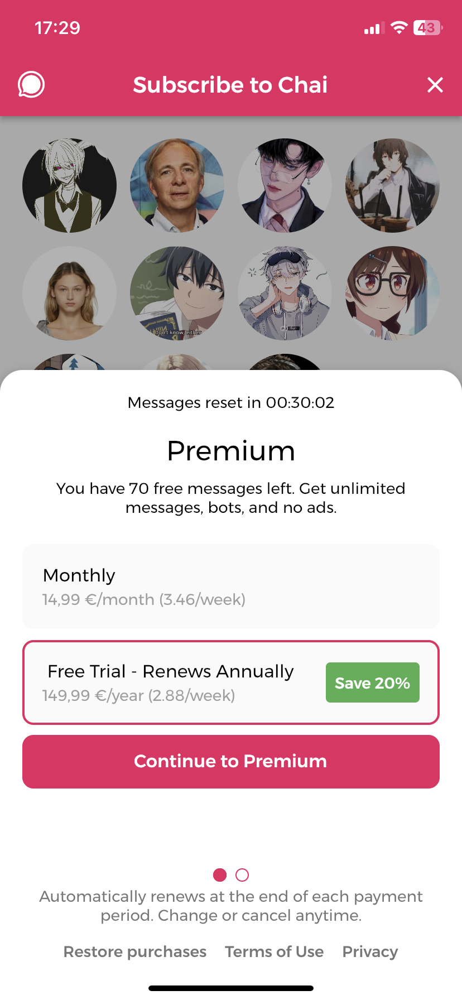 17:29
43
Subscribe to Chai
I don't know, either
Messages reset in 00:30:02
Premium
You have 70 free messages left. Get unlimited
messages, bots, and no ads.
Monthly
14,99 €/month (3.46/week)
Free Trial - Renews Annually
149,99 €/year (2.88/week)
Save 20%
Continue to Premium
Automatically renews at the end of each payment
period. Change or cancel anytime.
Restore purchases Terms of Use Privacy